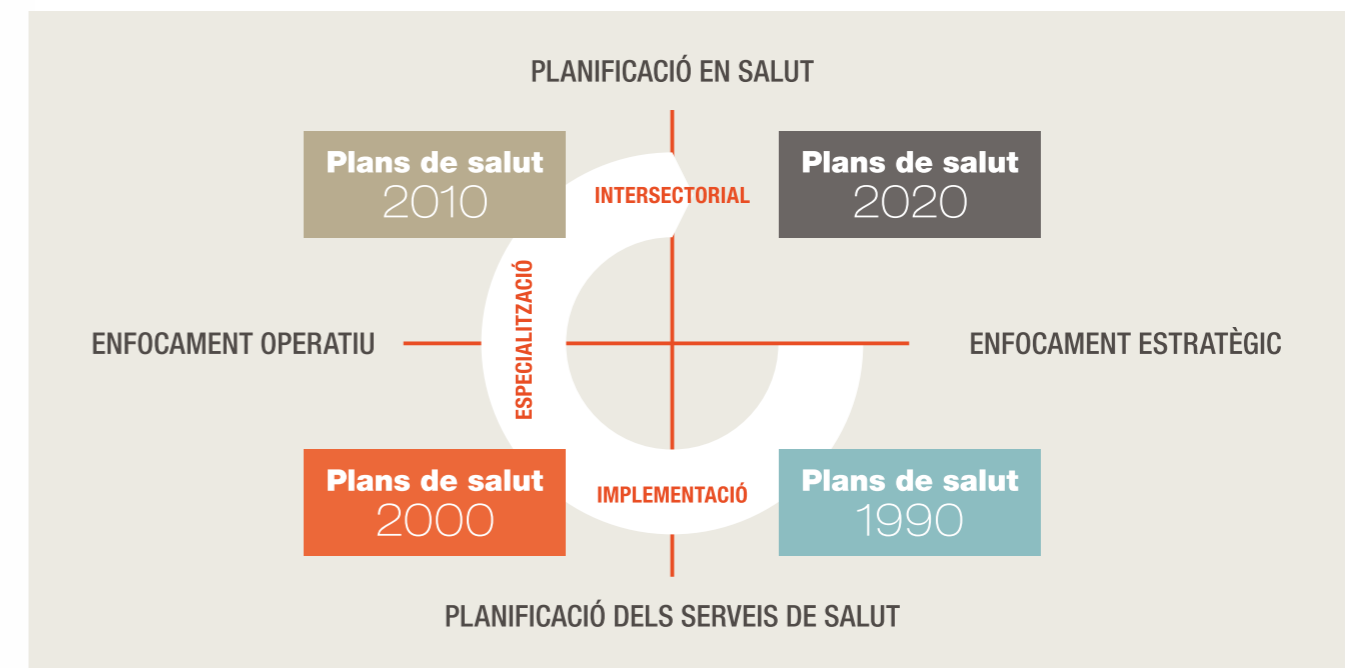 PLANIFICACIÓ EN SALUT
Plans de salut
2010
INTERSECTORIAL
Plans de salut
2020
ESPECIALITZACIÓ
ENFOCAMENT OPERATIU
ENFOCAMENT ESTRATÈGIC
Plans de salut
2000
IMPLEMENTACIÓ
Plans de salut
1990
PLANIFICACIÓ DELS SERVEIS DE SALUT